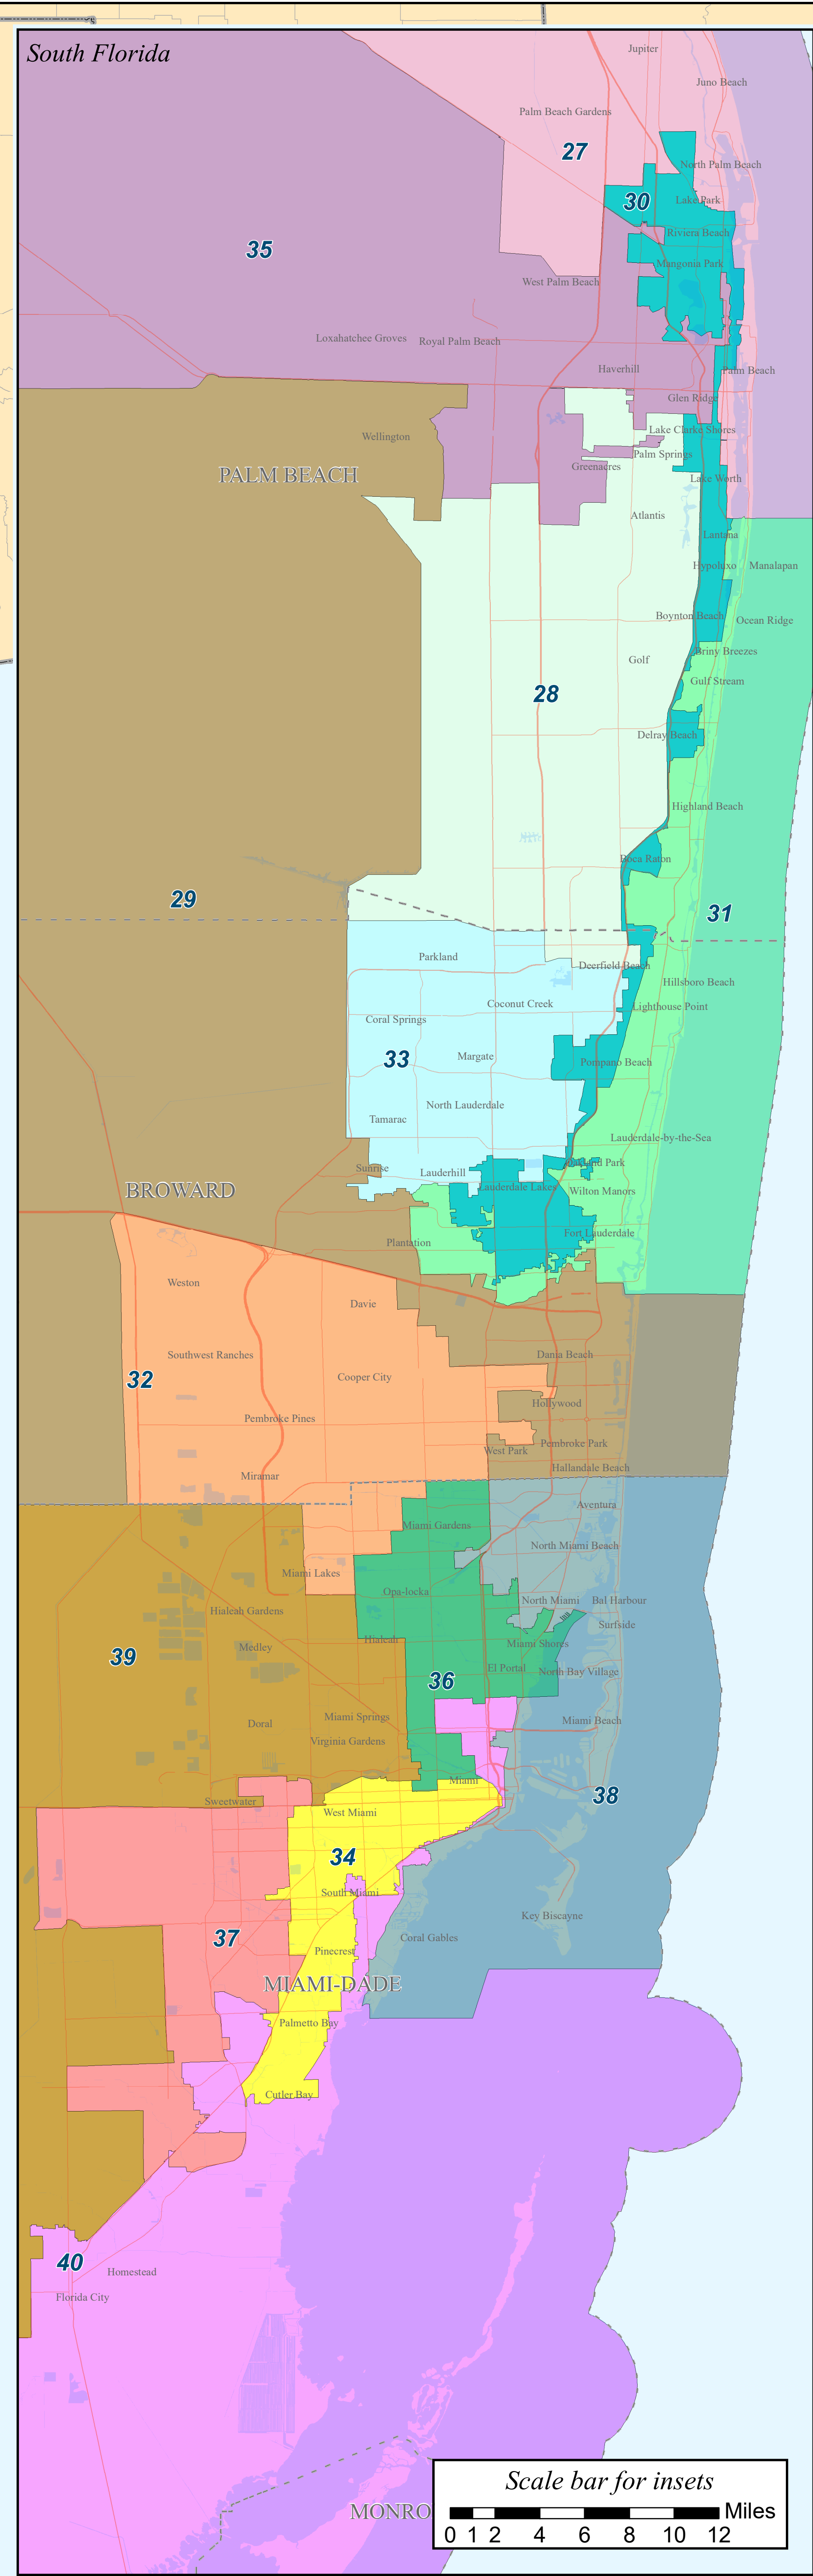 South Florida
Jupiter
Juno Beach
Palm Beach Gardens
27
North Palm Beach
30
Lake Park
Riviera Beach
35
Mangonia Park
West Palm Beach
Loxahatchee Groves
Royal Palm Beach
Haverhill
Palm Beach
Glen Ridge
Lake Clarke Shores
Wellington
Palm Springs
Greenacres
PALM BEACH
Lake Worth
Atlantis
Lantana
Hypoluxo
Manalapan
Boynton Beach
Ocean Ridge
Briny Breezes
Golf
Gulf Stream
28
Delray Beach
Highland Beach
Boca Raton
29
31
Parkland
Deerfield Beach
Hillsboro Beach
Coconut Creek
Lighthouse Point
Coral Springs
33
Margate
Pompano Beach
North Lauderdale
Tamarac
Lauderdale-by-the-Sea
Oakland Park
Sunrise
Lauderhill
BROWARD
Lauderdale Lakes
Wilton Manors
Fort Lauderdale
Plantation
Weston
Davie
Southwest Ranches
Dania Beach
32
Cooper City
Hollywood
Pembroke Pines
Pembroke Park
West Park
Hallandale Beach
Miramar
Aventura
Miami Gardens
North Miami Beach
Miami Lakes
Opa-locka
North Miami
Bal Harbour
Hialeah Gardens
Surfside
Hialeah
Miami Shores
Medley
39
El Portal
North Bay Village
36
Miami Springs
Miami Beach
Doral
Virginia Gardens
Miami
38
Sweetwater
West Miami
34
South Miami
Key Biscayne
37
Coral Gables
Pinecrest
MIAMI-DADE
Palmetto Bay
Cutler Bay
40
Homestead
Florida City
Scale bar for insets
Miles
0 1 2 4 6 8 10 12
MONRO